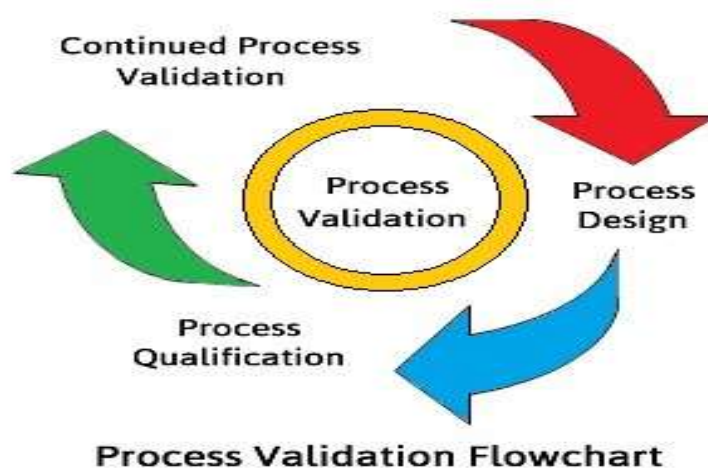 Continued Process
Validation
Process
Validation
Process
Design
Process
Qualification
Process Validation Flowchart